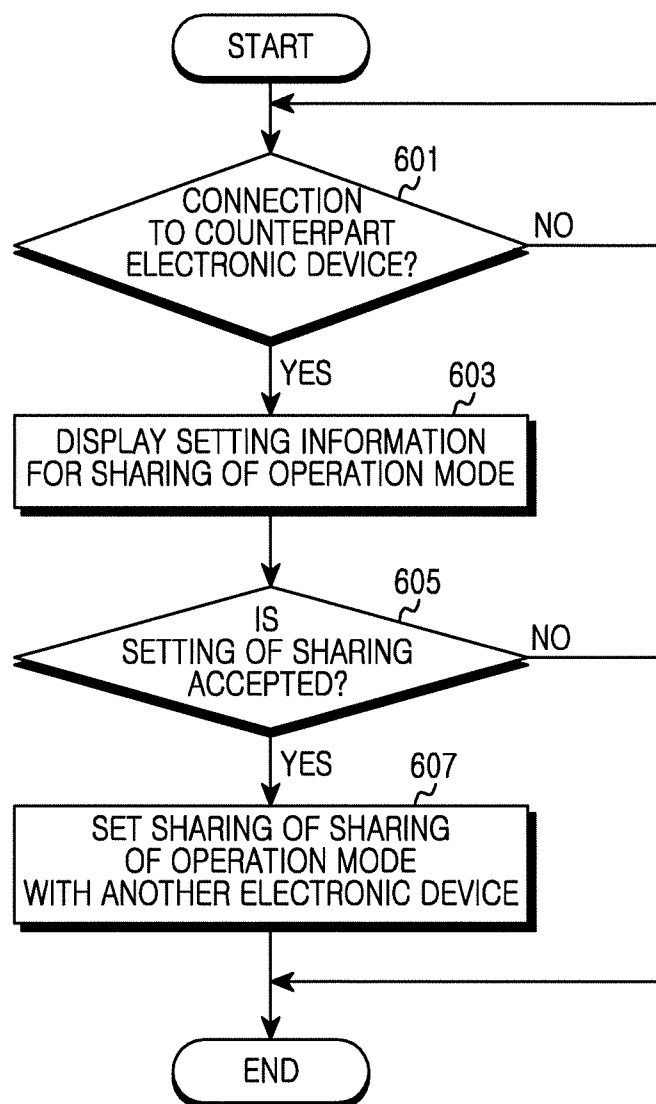 START
601
CONNECTION
TO COUNTERPART
ELECTRONIC DEVICE?
NO
YES
603
DISPLAY SETTING INFORMATION
FOR SHARING OF OPERATION MODE
605
IS
SETTING OF SHARING
ACCEPTED?
NO
YES
607
SET SHARING OF SHARING
OF OPERATION MODE
WITH ANOTHER ELECTRONIC DEVICE
END